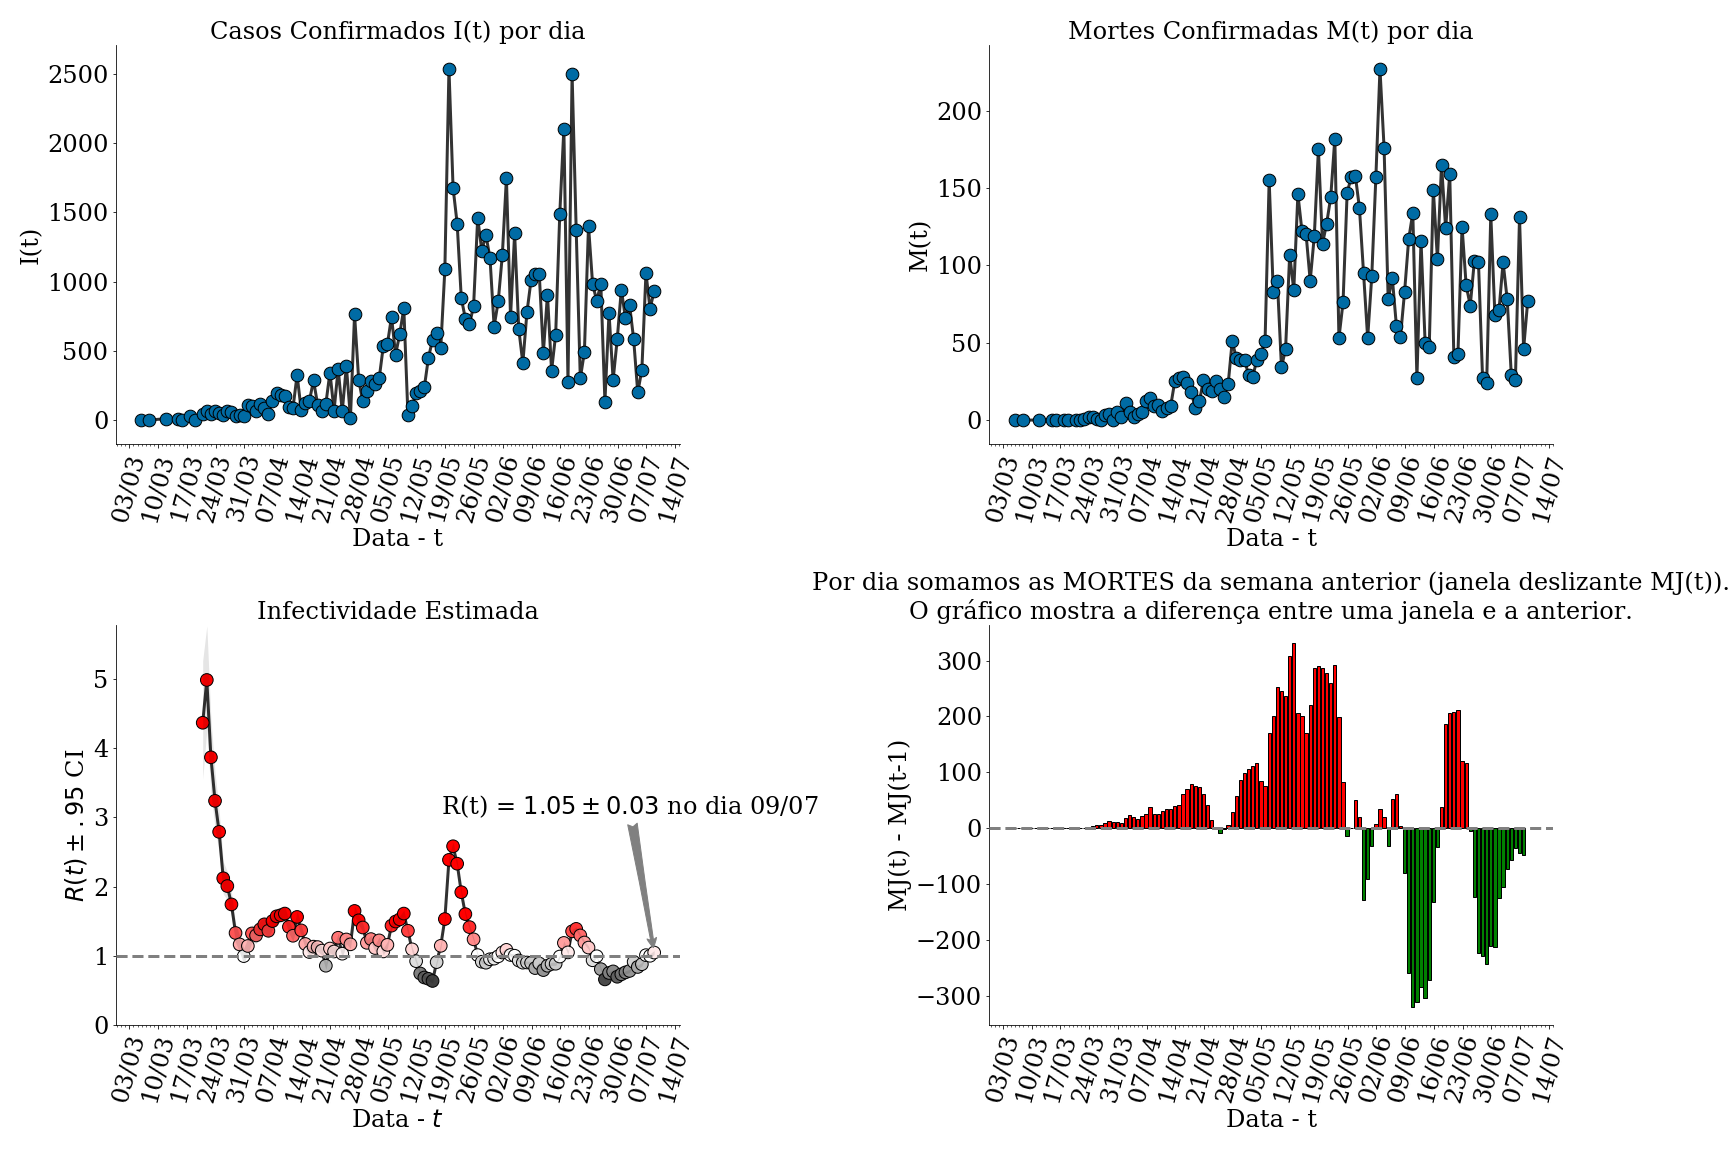 Casos Confirmados I(t) por dia
I(t)
2500
2000
1500
1000
500
0
03/03 10/03 17/03 24/03 31/03 07/04 14/04 21/04 28/04 05/05 12/05 19/05 26/05 02/06 09/06 16/06 23/06 30/06 07/07 14/07
Data - t
Mortes Confirmadas M(t) por dia
M(t)
200
150
100
50
0
03/03 10/03 17/03 24/03 31/03 07/04 14/04 21/04 28/04 05/05 12/05 19/05 26/05 02/06 09/06 16/06 23/06 30/06 07/07 14/07
Data - t
Infectividade Estimada
R(t) ± .95 CI
5
4
3
2
1
0
R(t) = 1.05 ± 0.03 no dia 09/07
03/03 10/03 17/03 24/03 31/03 07/04 14/04 21/04 28/04 05/05 12/05 19/05 26/05 02/06 09/06 16/06 23/06 30/06 07/07 14/07
Data - t
Por dia somamos as MORTES da semana anterior (janela deslizante MJ(t)).
O gráfico mostra a diferença entre uma janela e a anterior.
MJ(t) - MJ(t-1)
300
200
100
0
−100
−200
−300
03/03 10/03 17/03 24/03 31/03 07/04 14/04 21/04 28/04 05/05 12/05 19/05 26/05 02/06 09/06 16/06 23/06 30/06 07/07 14/07
Data - t